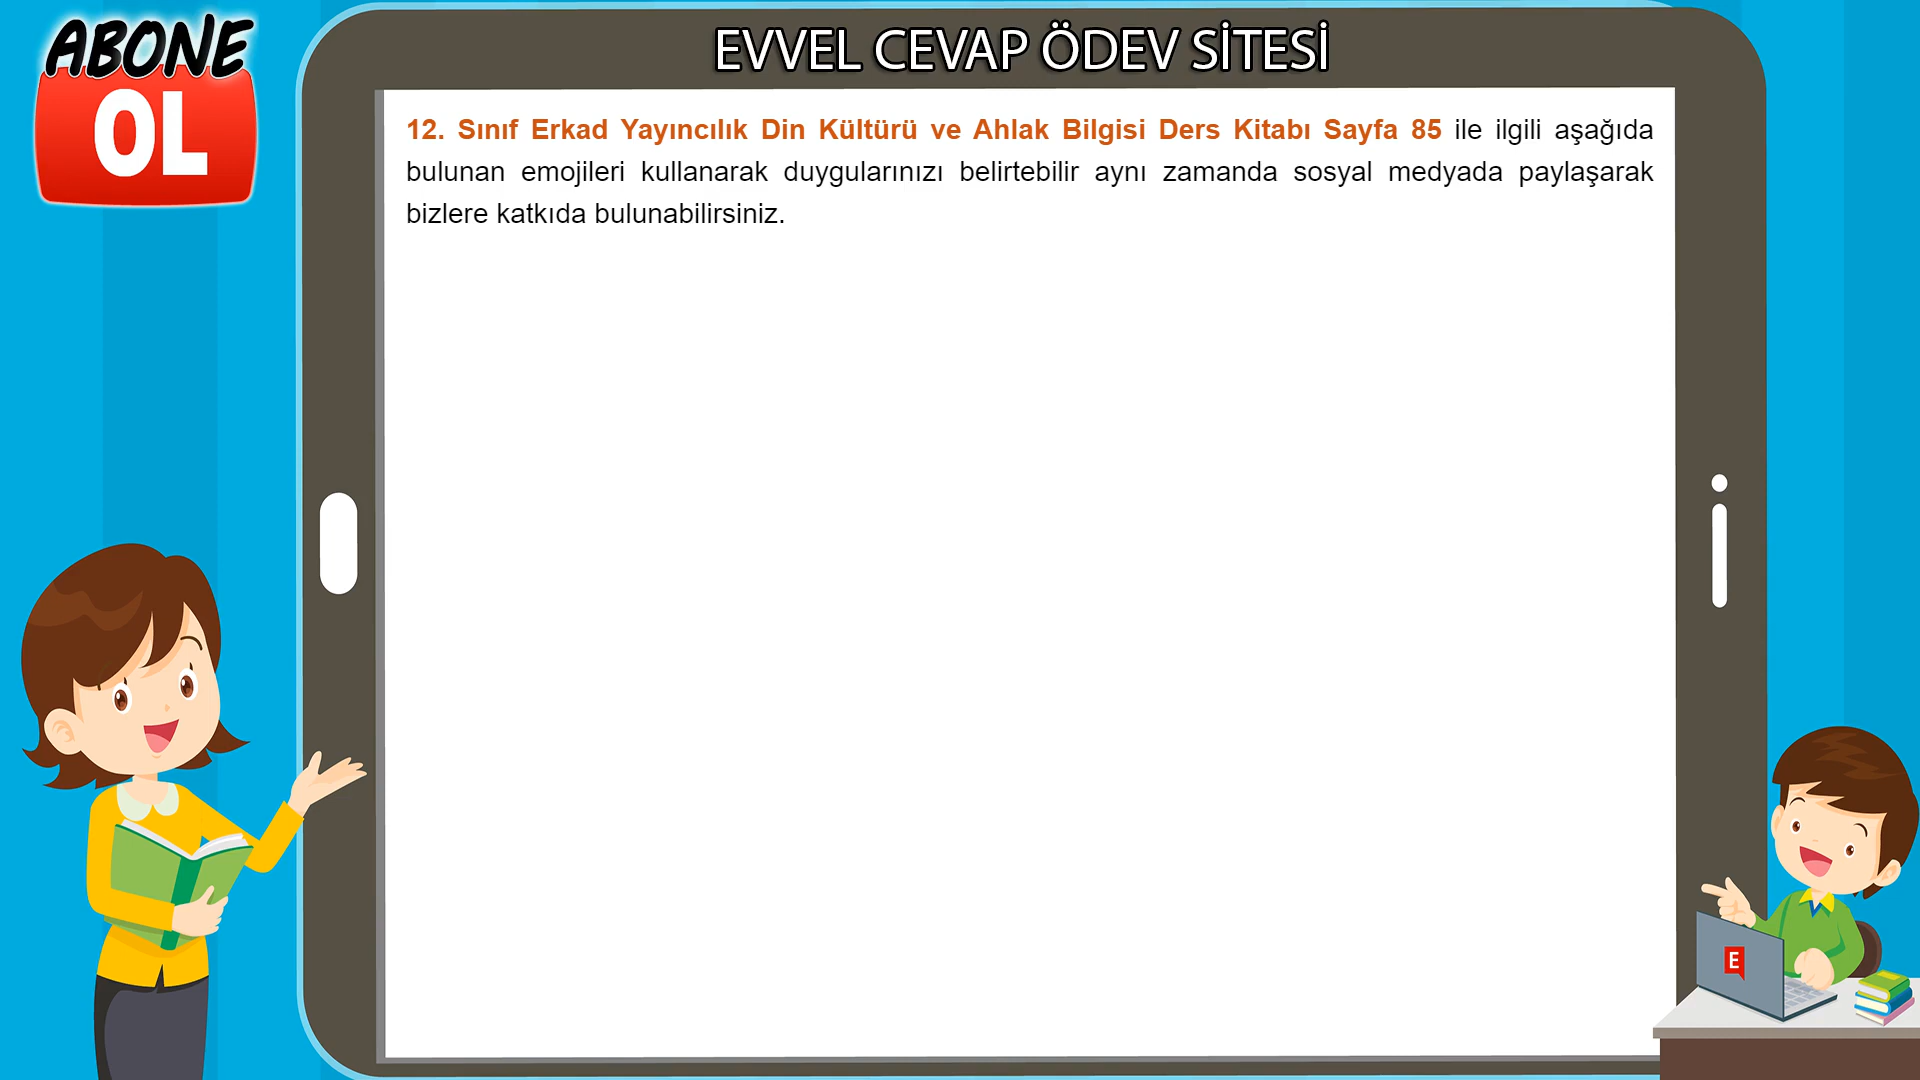 ABONE
OL
EVVEL CEVAP ÖDEV SİTESİ
12. Sınıf Erkad Yayıncılık Din Kültürü ve Ahlak Bilgisi Ders Kitabı Sayfa 85 ile ilgili aşağıda
bulunan emojileri kullanarak duygularınızı belirtebilir aynı zamanda sosyal medyada paylaşarak
bizlere katkıda bulunabilirsiniz.
E